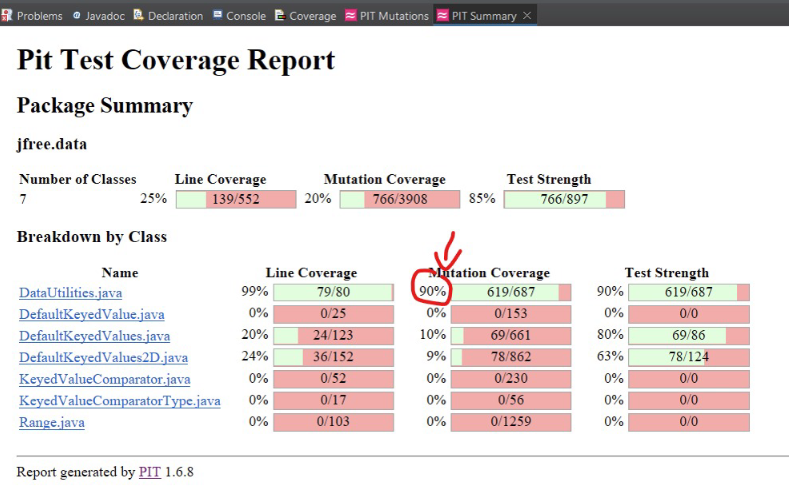 Problems Javadoc Declaration Console Coverage PIT Mutations PIT Summary
Pit Test Coverage Report
Package Summary
jfree.data
Number of Classes Line Coverage Mutation Coverage Test Strength
7 25% 139/552 20% 766/3908 85% 766/897
Breakdown by Class
Name Line Coverage Mutation Coverage Test Strength
DataUtilities.java 99% 79/80 90% 619/687 90% 619/687
DefaultKeyedValue.java 0% 0/25 0% 0/153 0% 0/0
DefaultKeyedValues.java 20% 24/123 10% 69/661 80% 69/86
DefaultKeyedValues2D.java 24% 36/152 9% 78/862 63% 78/124
KeyedValueComparator.java 0% 0/52 0% 0/230 0% 0/0
KeyedValueComparatorType.java 0% 0/17 0% 0/56 0% 0/0
Range.java 0% 0/103 0% 0/1259 0% 0/0
Report generated by PIT 1.6.8